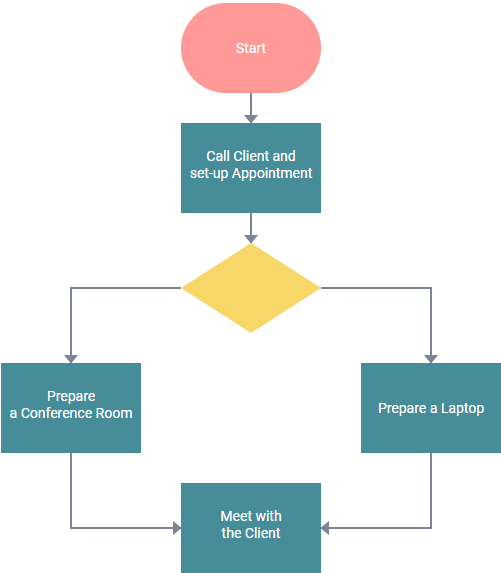 Start
Call Client and
set-up Appointment
Prepare
a Conference Room
Prepare a Laptop
Meet with
the Client